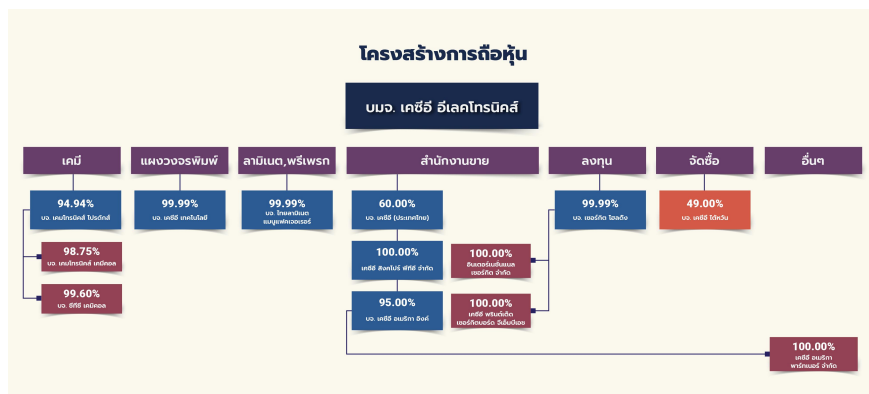 โครงสร้างการถือหุ้น
บมจ. เคซีอี อีเลคโทรนิคส์
เคมี
แผงวงจรพิมพ์
ลามิเนต,พรีเพรก
สำนักงานขาย
ลงทุน
จัดซื้อ
อื่นๆ
94.94%
บจ. เคมโทรนิคส์ โปรดักส์
98.75%
บจ. เคมโทรนิคส์ เคมีคอล
99.60%
บจ. ซีทีซี เคมิคอล
99.99%
บจ. เคซีอี เทคโนโลยี
99.99%
บจ. ไทยลามิเนต
แมนูแฟคเจอเรอร์
60.00%
บจ. เคซีอี (ประเทศไทย)
100.00%
เคซีอี สิงคโปร์ พีทีอี จำกัด
95.00%
บจ. เคซีอี อเมริกา อิงค์
100.00%
อินเตอร์เนชั่นแนล
เซอร์กิต จำกัด
100.00%
เคซีอี พรินต์เต็ด
เซอร์กิตบอร์ด จีเอ็มบีเอช
99.99%
บจ. เซอร์กิต โฮลดิง
49.00%
บจ. เคซีอี ไต้หวัน
100.00%
เคซีอี อเมริกา
พาร์ทเนอร์ จำกัด